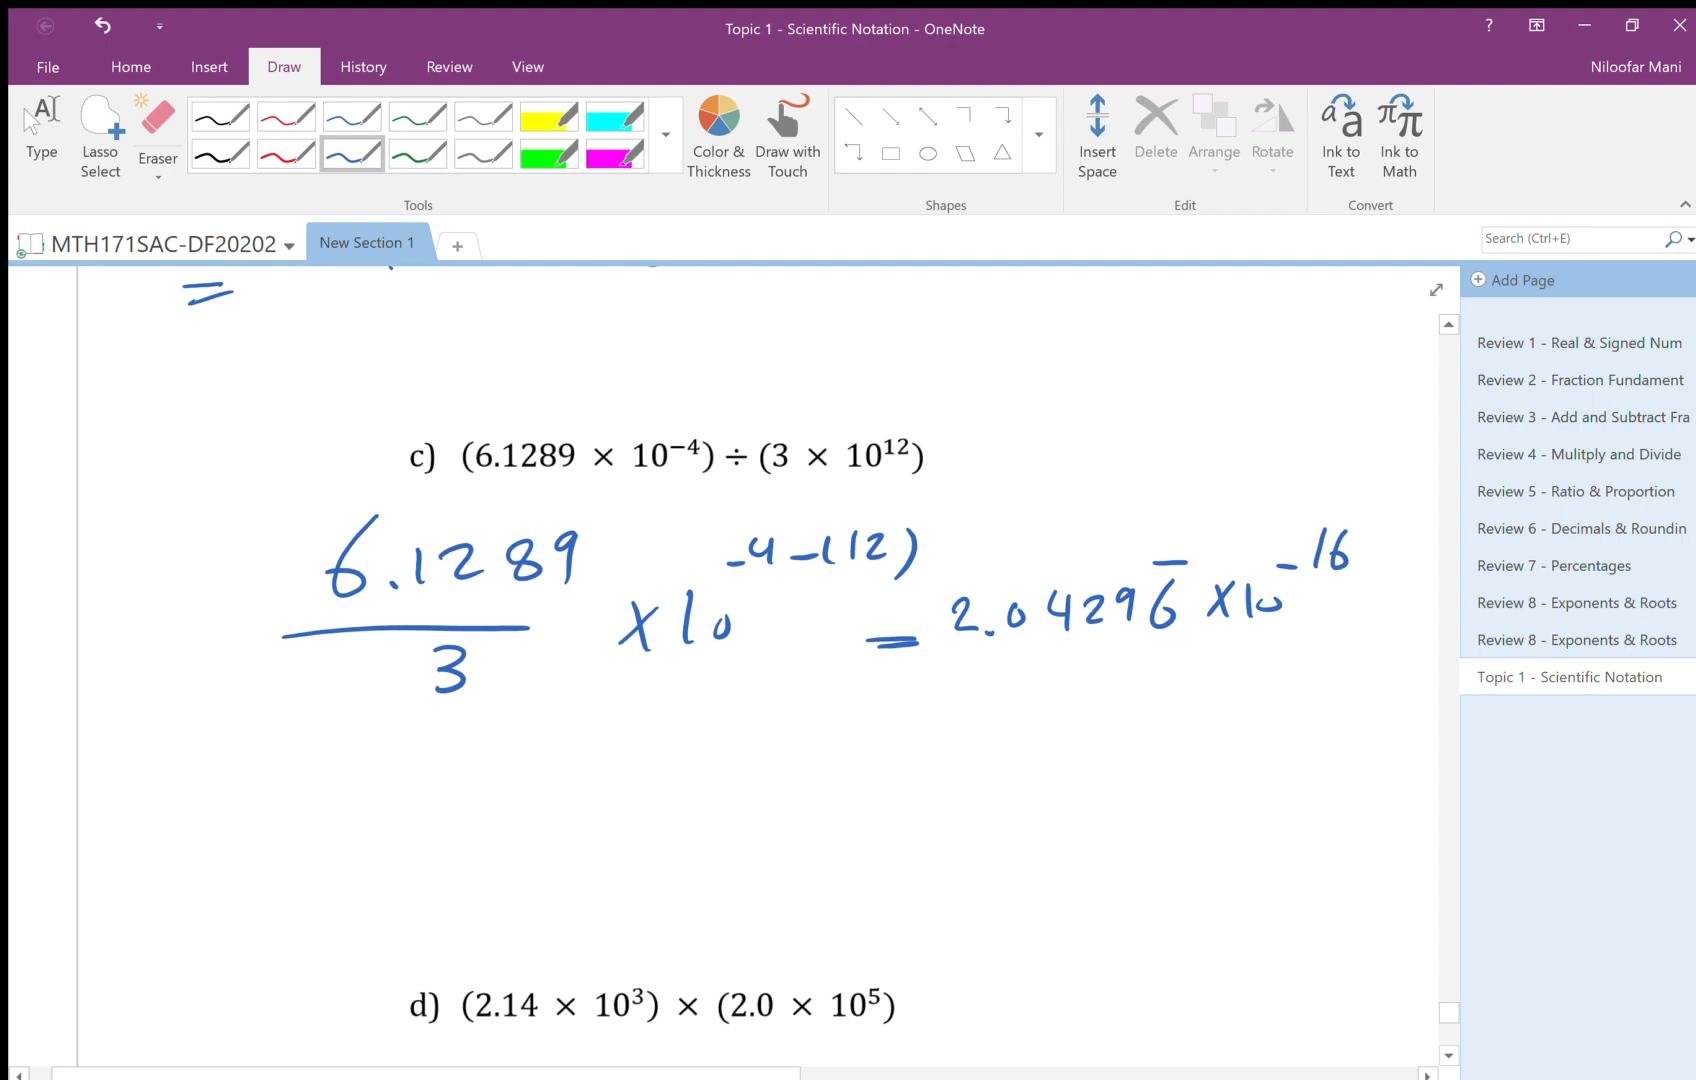 Topic 1 - Scientific Notation - OneNote
?
File Home Insert Draw History Review View Niloofar Mani
Type
Lasso Select
Eraser
Color & Thickness
Draw with Touch
Insert Space
Delete
Arrange
Rotate
Ink to Text
Ink to Math
Tools Shapes Edit Convert
MTH171SAC-DF20202 New Section 1 +
Search (Ctrl+E)
Add Page
Review 1 - Real & Signed Num
Review 2 - Fraction Fundament
Review 3 - Add and Subtract Fra
Review 4 - Mulitply and Divide
Review 5 - Ratio & Proportion
Review 6 - Decimals & Roundin
Review 7 - Percentages
Review 8 - Exponents & Roots
Review 8 - Exponents & Roots
Topic 1 - Scientific Notation
=
c) (6.1289 × 10⁻⁴) ÷ (3 × 10¹²)
6.1289 / 3 × 10^(-4-(12)) = 2.04296̅ × 10⁻¹⁶
d) (2.14 × 10³) × (2.0 × 10⁵)